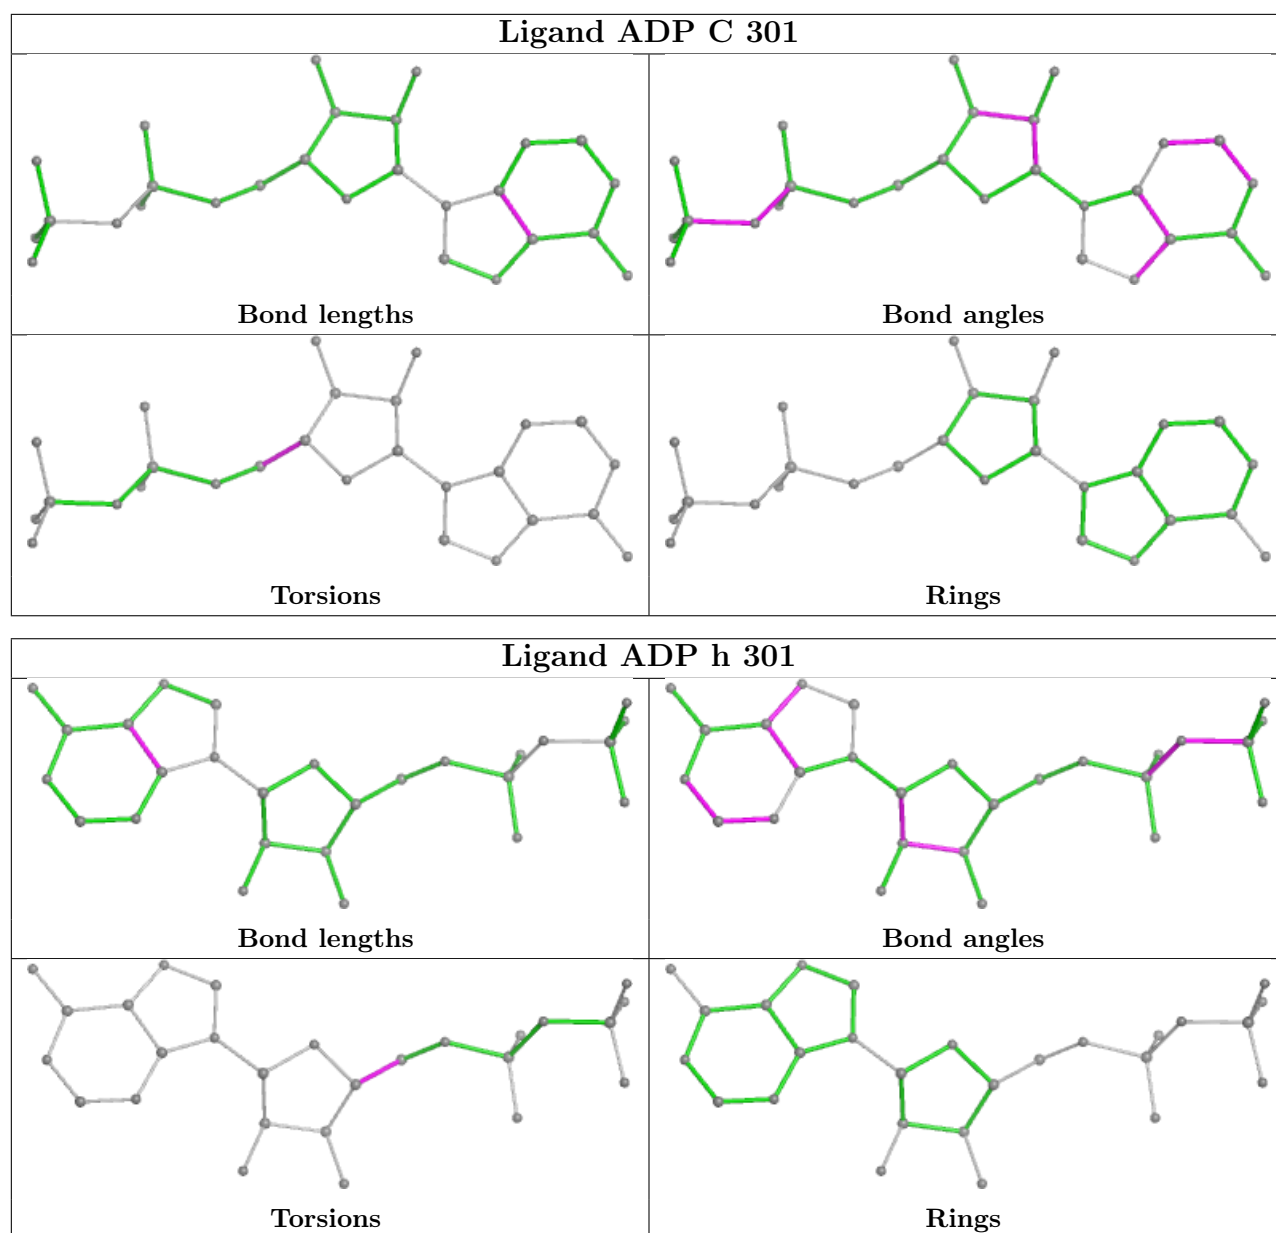 Ligand ADP C 301
Bond lengths
Bond angles
Torsions
Rings
Ligand ADP h 301
Bond lengths
Bond angles
Torsions
Rings